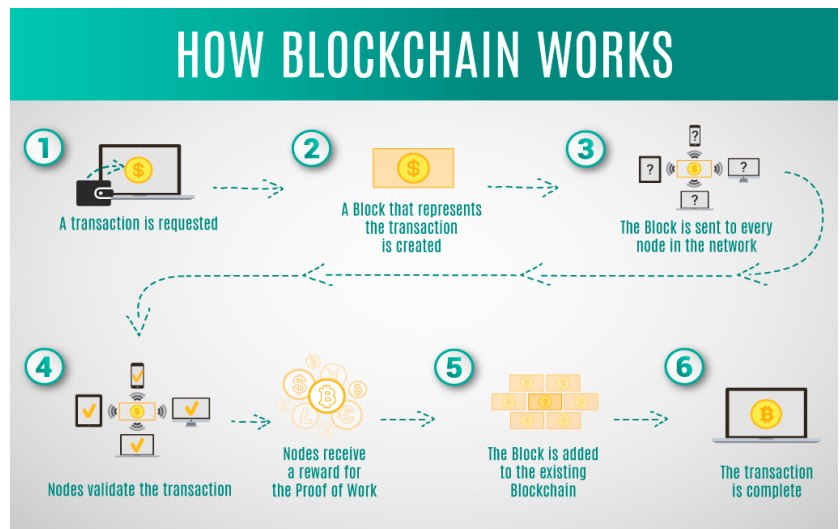 HOW BLOCKCHAIN WORKS
1
$
A transaction is requested
2
$
A Block that represents
the transaction
is created
3
?
?
$
?
?
The Block is sent to every
node in the network
4
$
Nodes validate the transaction
$
₿
£
Nodes receive
a reward for
the Proof of Work
5
$ $
$ $ $
$ $
The Block is added
to the existing
Blockchain
6
₿
The transaction
is complete